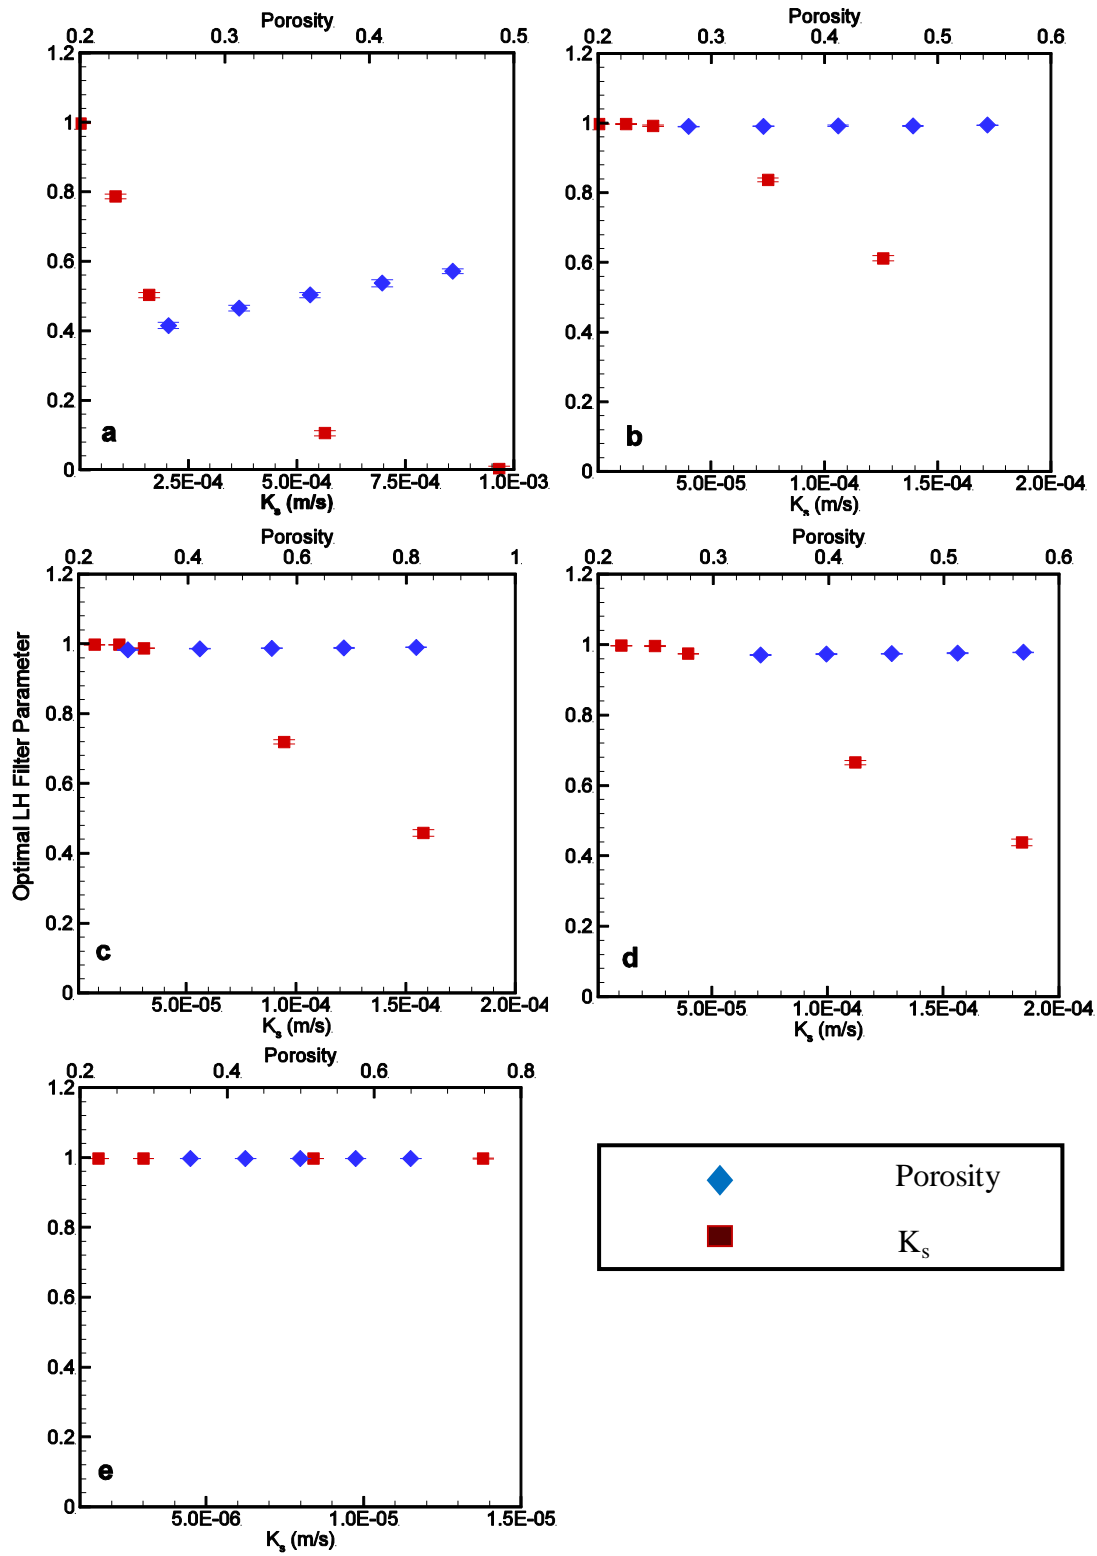 Porosity
0.2 0.3 0.4 0.5
1.2
1
0.8
0.6
0.4
0.2
0
a
2.5E-04 5.0E-04 7.5E-04 1.0E-03
Ks (m/s)
Porosity
0.2 0.3 0.4 0.5 0.6
1.2
1
0.8
0.6
0.4
0.2
0
b
5.0E-05 1.0E-04 1.5E-04 2.0E-04
Ks (m/s)
Optimal LH Filter Parameter
Porosity
0.2 0.4 0.6 0.8 1
1.2
1
0.8
0.6
0.4
0.2
0
c
5.0E-05 1.0E-04 1.5E-04 2.0E-04
Ks (m/s)
Porosity
0.2 0.3 0.4 0.5 0.6
1.2
1
0.8
0.6
0.4
0.2
0
d
5.0E-05 1.0E-04 1.5E-04 2.0E-04
Ks (m/s)
Porosity
0.2 0.4 0.6 0.8
1.2
1
0.8
0.6
0.4
0.2
0
e
5.0E-06 1.0E-05 1.5E-05
Ks (m/s)
Porosity
Ks